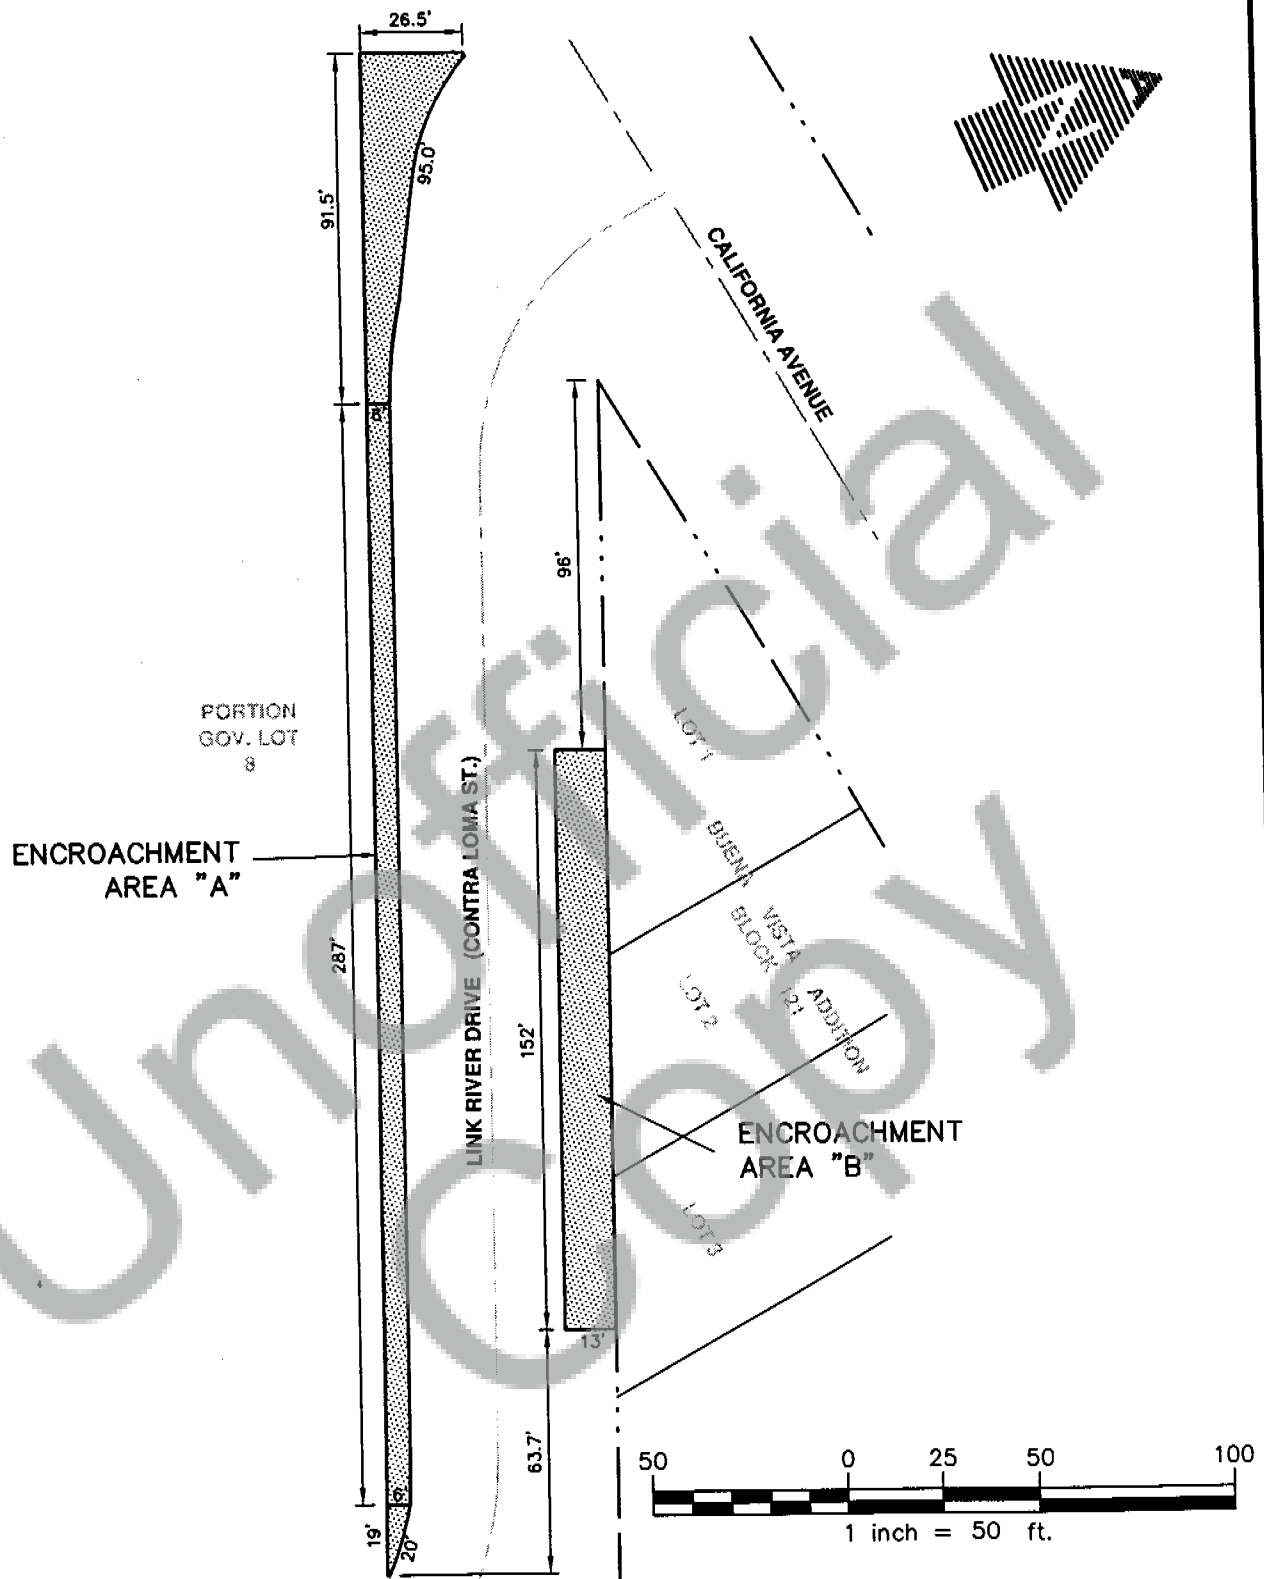 26.5'
95.0'
91.5'
CALIFORNIA AVENUE
96'
PORTION
GOV. LOT
8
LOT 1
ENCROACHMENT
AREA "A"
287'
LINK RIVER DRIVE (CONTRA LOMA ST.)
BUENA VISTA ADDITION
BLOCK 121
LOT 2
152'
ENCROACHMENT
AREA "B"
LOT 3
13'
63.7'
19'
20'
50 0 25 50 100
1 inch = 50 ft.
N
Unofficial
Copy